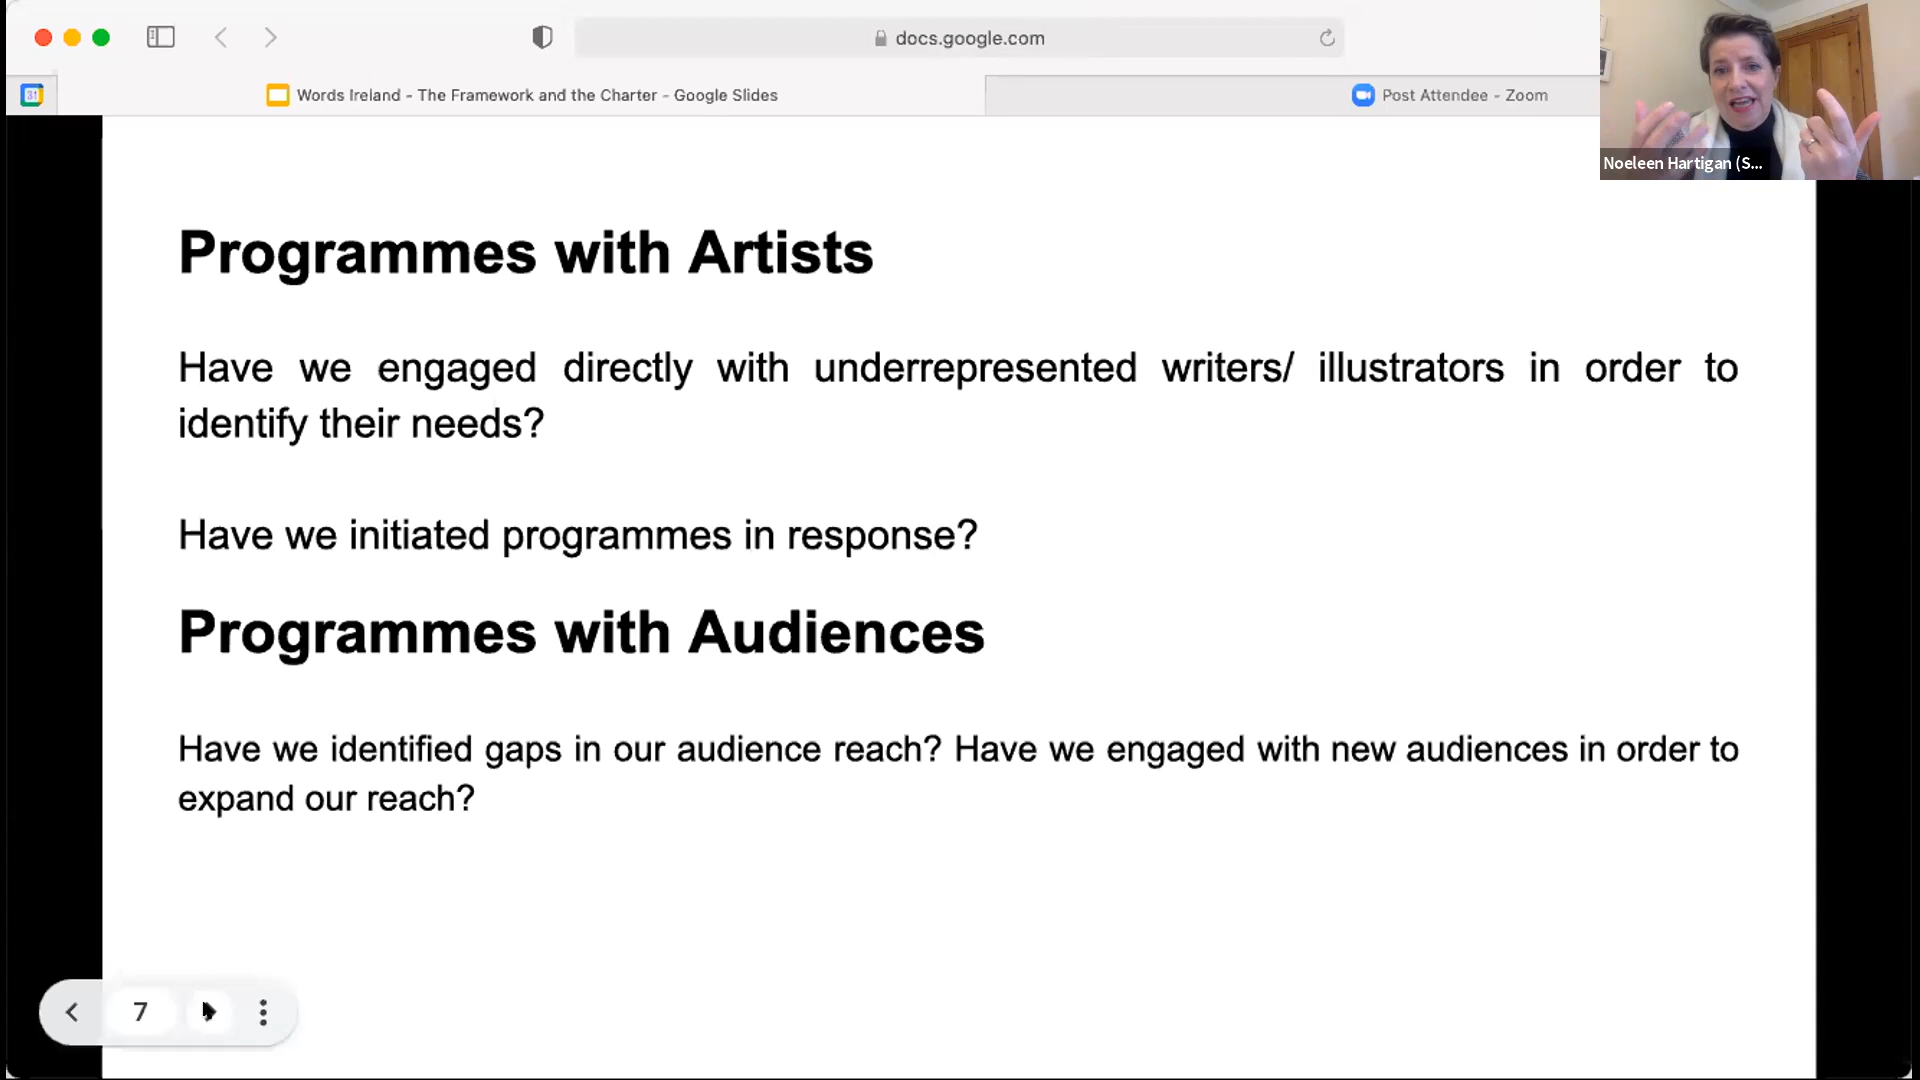 docs.google.com
31
Words Ireland - The Framework and the Charter - Google Slides
Post Attendee - Zoom
Noeleen Hartigan (S...
Programmes with Artists
Have we engaged directly with underrepresented writers/ illustrators in order to
identify their needs?
Have we initiated programmes in response?
Programmes with Audiences
Have we identified gaps in our audience reach? Have we engaged with new audiences in order to
expand our reach?
7